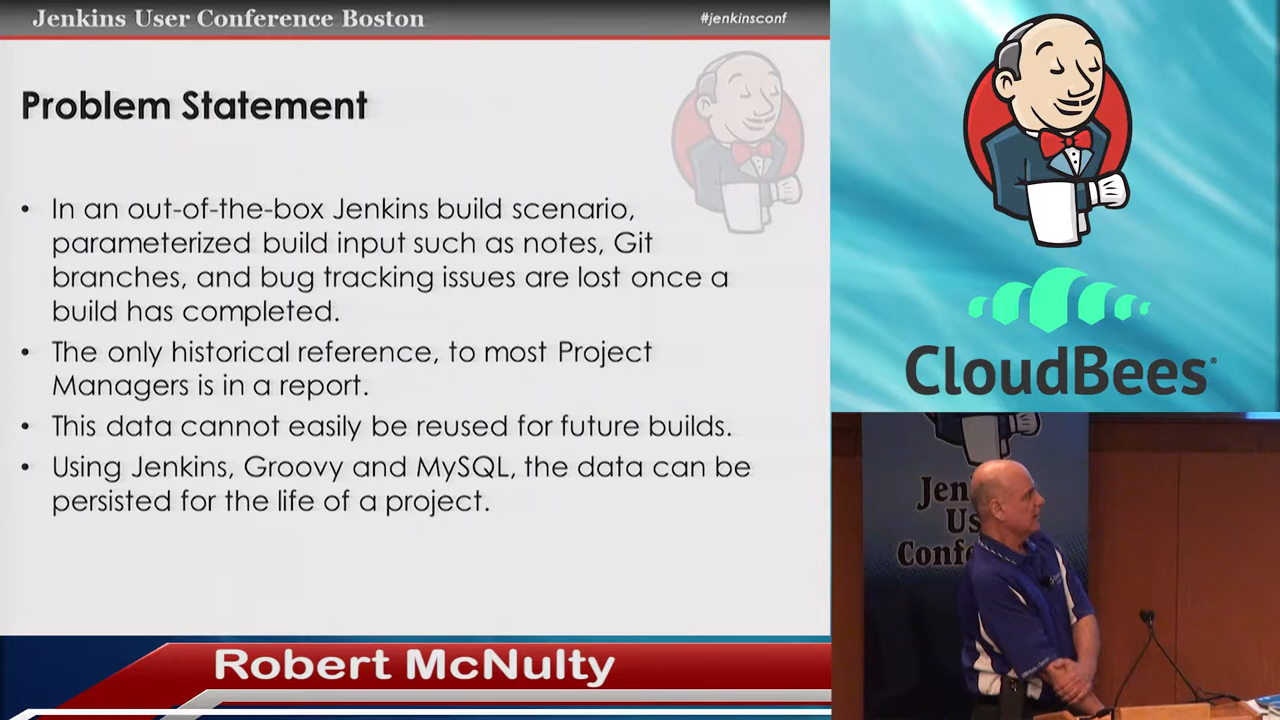 Jenkins User Conference Boston
#jenkinsconf
Problem Statement
• In an out-of-the-box Jenkins build scenario,
parameterized build input such as notes, Git
branches, and bug tracking issues are lost once a
build has completed.
• The only historical reference, to most Project
Managers is in a report.
• This data cannot easily be reused for future builds.
• Using Jenkins, Groovy and MySQL, the data can be
persisted for the life of a project.
Robert McNulty
CloudBees®
Jen
Us
Conf